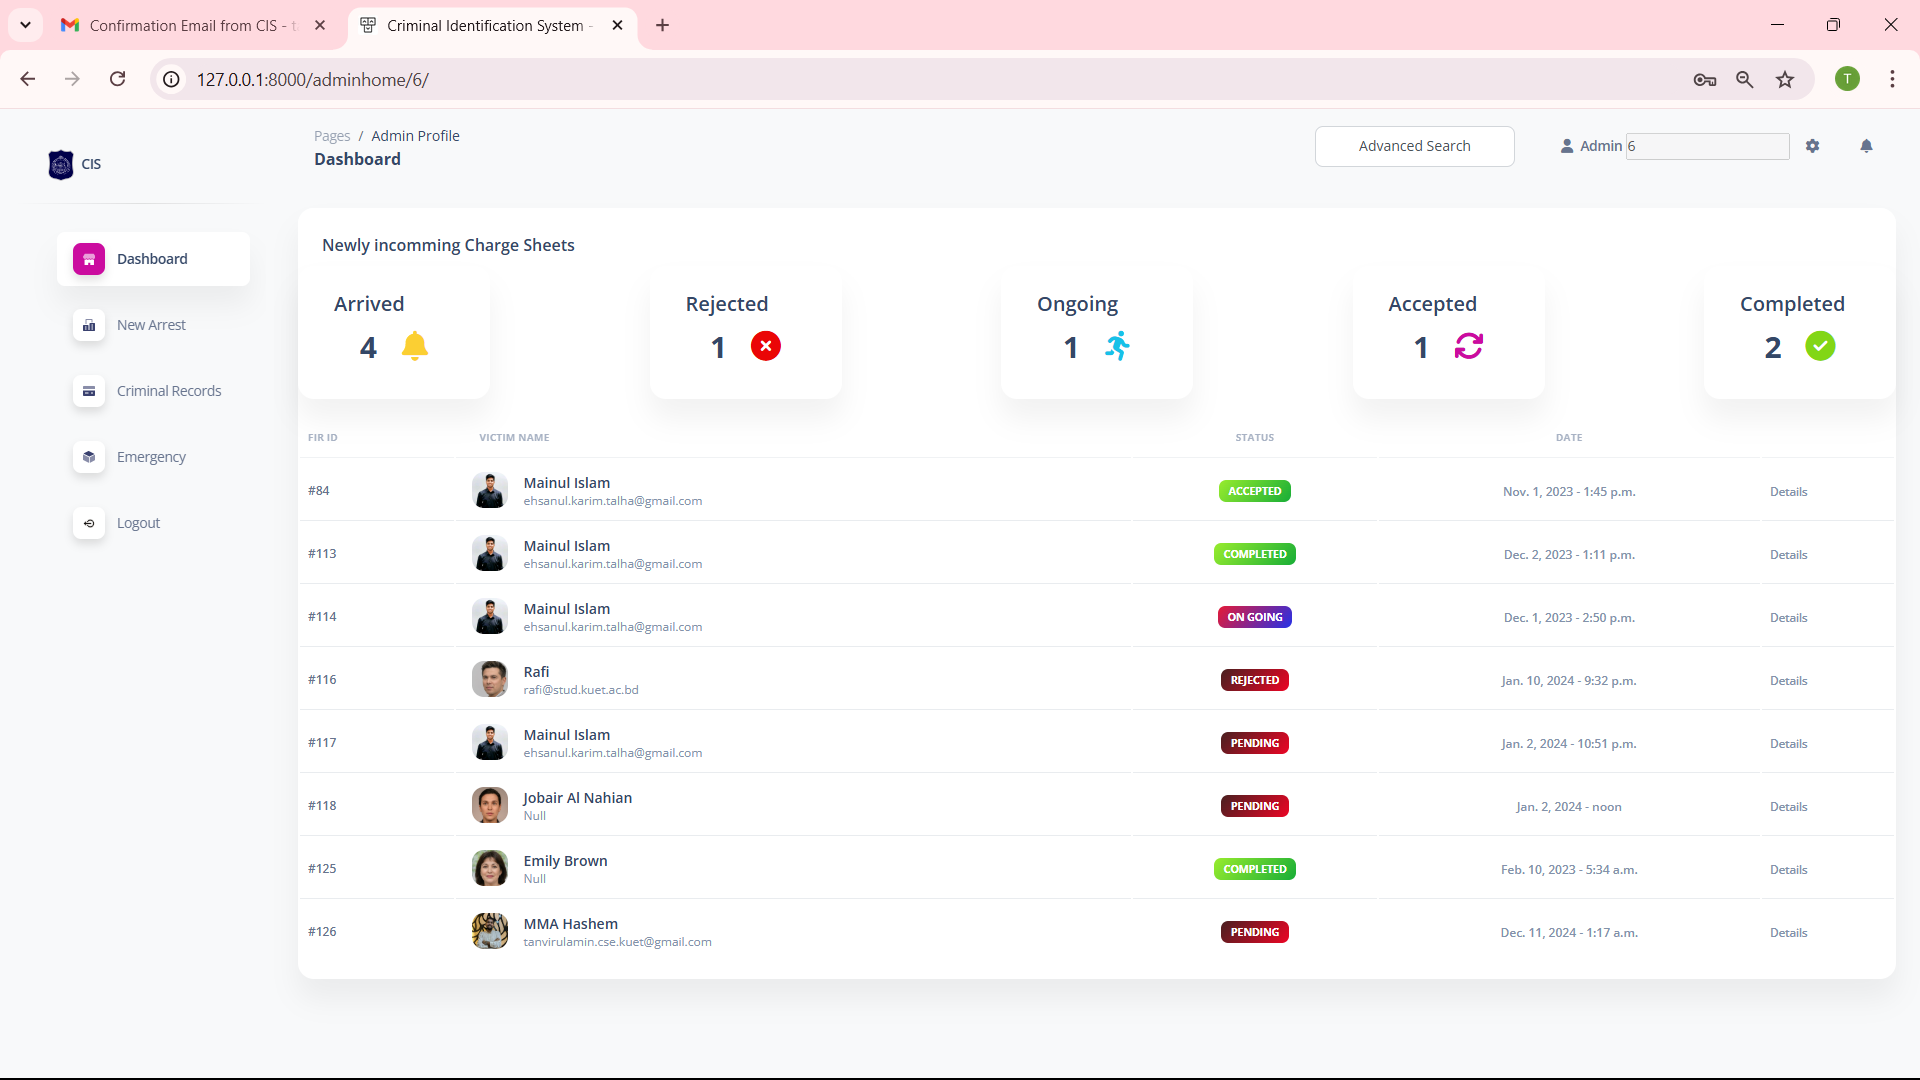 Confirmation Email from CIS - t
Criminal Identification System -
127.0.0.1:8000/adminhome/6/
T
CIS
Pages / Admin Profile
Dashboard
Advanced Search
Admin 6
Dashboard
New Arrest
Criminal Records
Emergency
Logout
Newly incomming Charge Sheets
Arrived Rejected Ongoing Accepted Completed
4 1 1 1 2
FIR ID VICTIM NAME STATUS DATE
#84 Mainul Islam ACCEPTED Nov. 1, 2023 - 1:45 p.m. Details
ehsanul.karim.talha@gmail.com
#113 Mainul Islam COMPLETED Dec. 2, 2023 - 1:11 p.m. Details
ehsanul.karim.talha@gmail.com
#114 Mainul Islam ON GOING Dec. 1, 2023 - 2:50 p.m. Details
ehsanul.karim.talha@gmail.com
#116 Rafi REJECTED Jan. 10, 2024 - 9:32 p.m. Details
rafi@stud.kuet.ac.bd
#117 Mainul Islam PENDING Jan. 2, 2024 - 10:51 p.m. Details
ehsanul.karim.talha@gmail.com
#118 Jobair Al Nahian PENDING Jan. 2, 2024 - noon Details
Null
#125 Emily Brown COMPLETED Feb. 10, 2023 - 5:34 a.m. Details
Null
#126 MMA Hashem PENDING Dec. 11, 2024 - 1:17 a.m. Details
tanvirulamin.cse.kuet@gmail.com